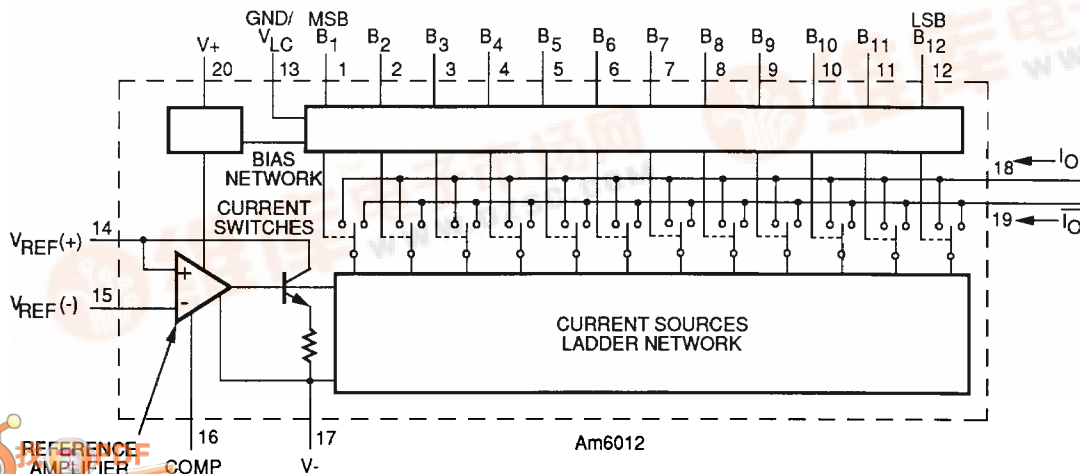 GND/ MSB LSB
V+ VLC B1 B2 B3 B4 B5 B6 B7 B8 B9 B10 B11 B12
20 13 1 2 3 4 5 6 7 8 9 10 11 12
BIAS
NETWORK
18 IO
CURRENT
SWITCHES
19 IO
VREF(+) 14
+
VREF(-) 15
-
CURRENT SOURCES
LADDER NETWORK
16 17
Am6012
REFERENCE
AMPLIFIER COMP V-